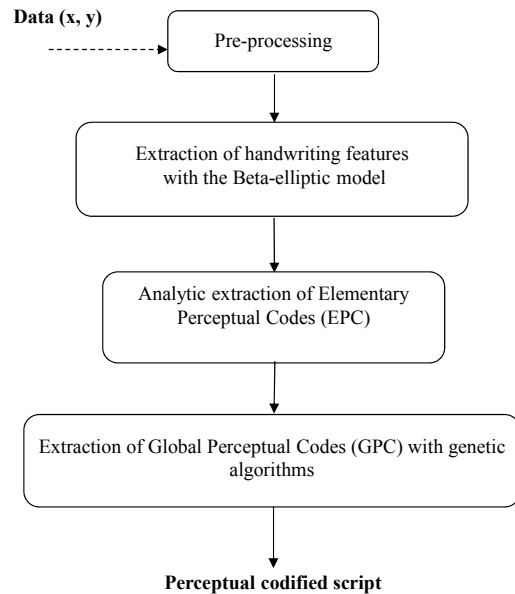 Data (x, y)
Pre-processing
Extraction of handwriting features
with the Beta-elliptic model
Analytic extraction of Elementary
Perceptual Codes (EPC)
Extraction of Global Perceptual Codes (GPC) with genetic
algorithms
Perceptual codified script